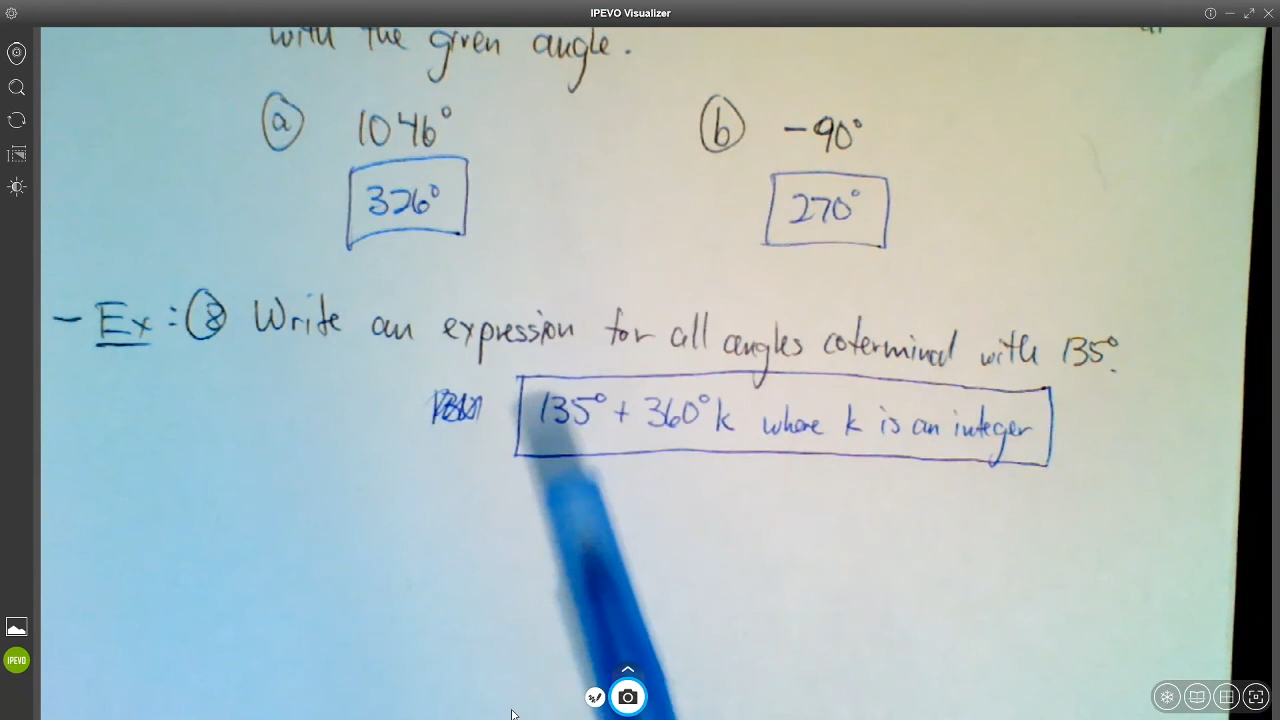 IPEVO Visualizer
with the given angle.
ⓐ 1046° ⓑ -90°
326° 270°
- Ex: ⑧ Write an expression for all angles coterminal with 135°.
135° + 360° k where k is an integer
IPEVO